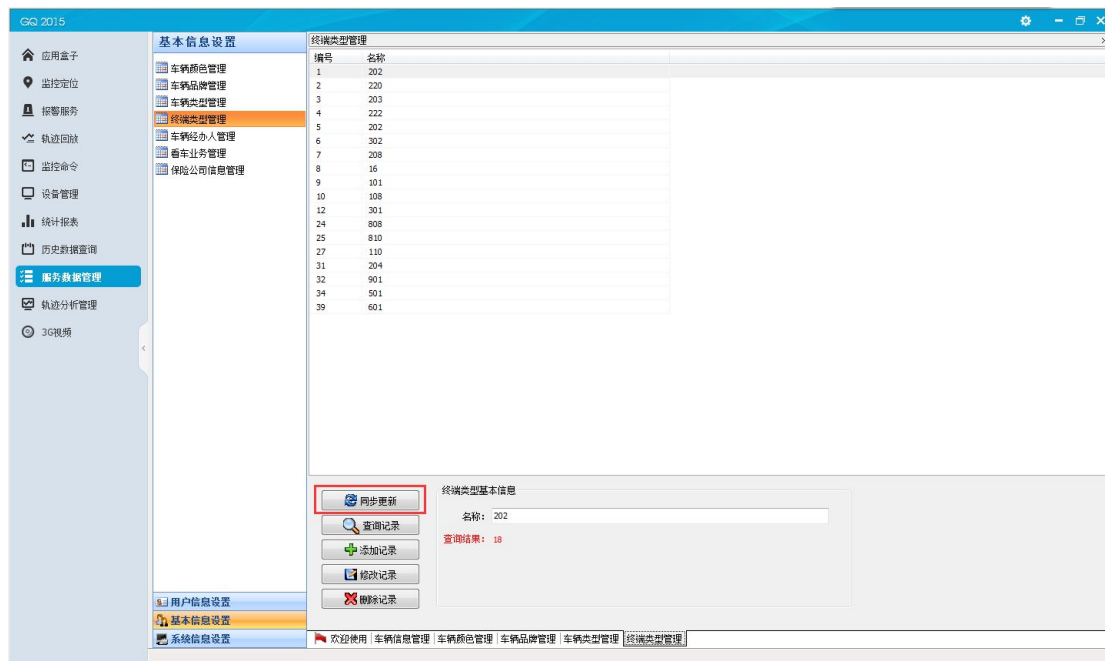 GQ 2015
应用盒子
监控定位
报警服务
轨迹回放
监控命令
设备管理
统计报表
历史数据查询
服务数据管理
轨迹分析管理
3G视频
基本信息设置
车辆颜色管理
车辆品牌管理
车辆类型管理
终端类型管理
车辆经办人管理
看车业务管理
保险公司信息管理
用户信息设置
基本信息设置
系统信息设置
终端类型管理
编号 名称
1 202
2 220
3 203
4 222
5 202
6 302
7 208
8 16
9 101
10 108
12 301
24 808
25 810
27 110
31 204
32 901
34 501
39 601
同步更新
查询记录
添加记录
修改记录
删除记录
终端类型基本信息
名称: 202
查询结果: 18
欢迎使用 车辆信息管理 车辆颜色管理 车辆品牌管理 车辆类型管理 终端类型管理